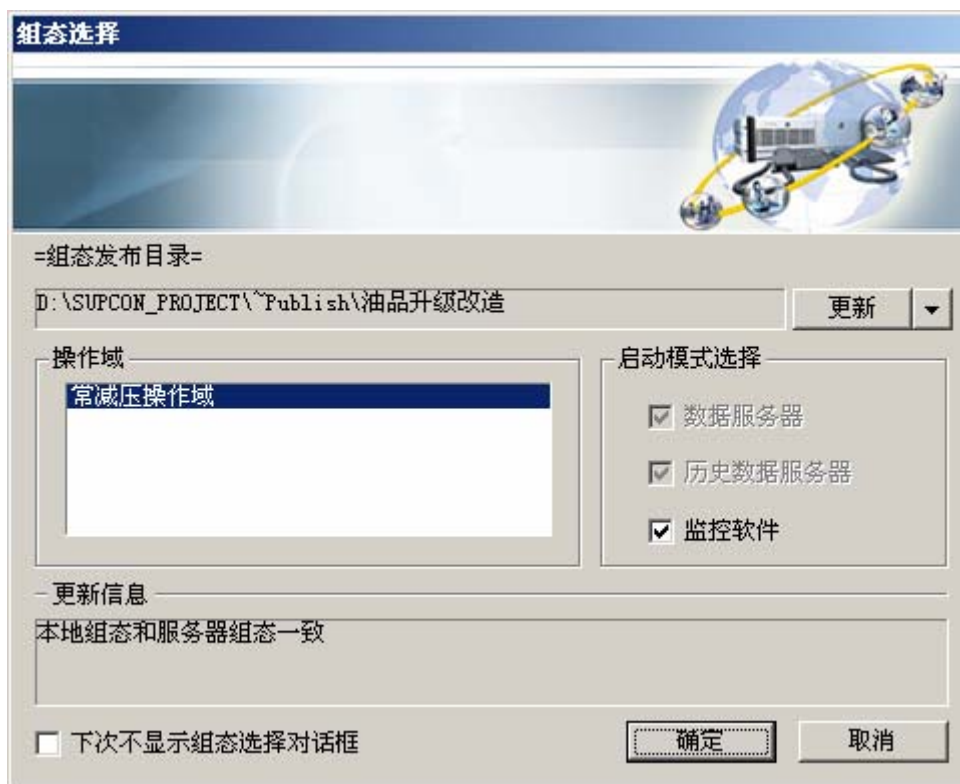 组态选择
=组态发布目录=
D:\SUPCON_PROJECT\~Publish\油品升级改造
更新
操作域
常减压操作域
启动模式选择
数据服务器
历史数据服务器
监控软件
更新信息
本地组态和服务器组态一致
下次不显示组态选择对话框
确定
取消